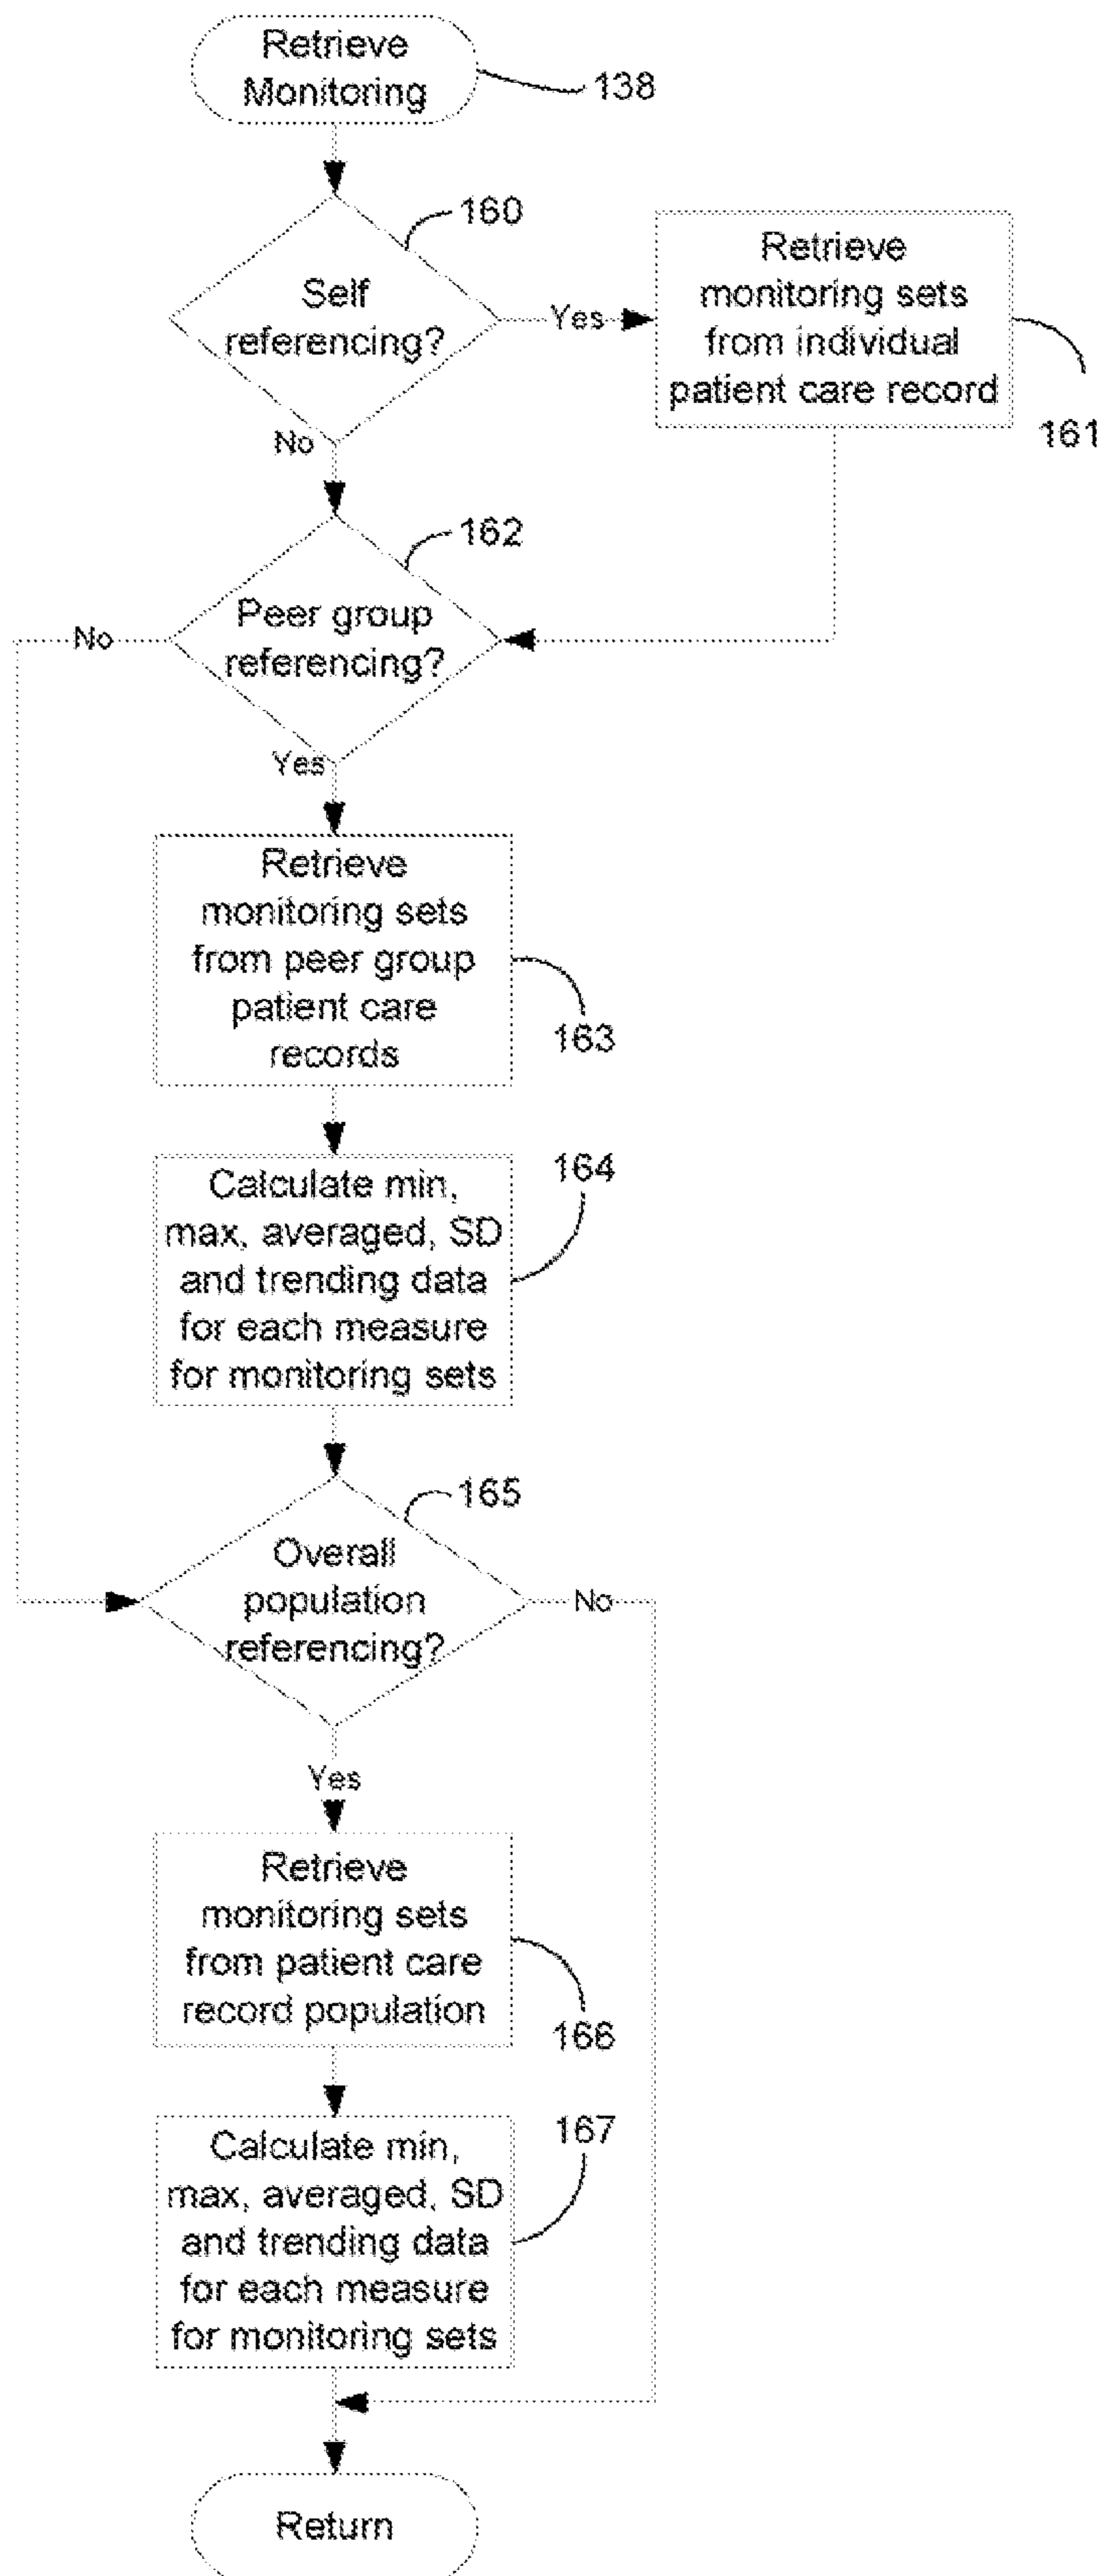 Retrieve
Monitoring
138
160
Self
referencing?
Yes
Retrieve
monitoring sets
from individual
patient care record
161
No
162
Peer group
referencing?
No
Yes
Retrieve
monitoring sets
from peer group
patient care
records
163
164
Calculate min,
max, averaged, SD
and trending data
for each measure
for monitoring sets
165
Overall
population
referencing?
No
Yes
Retrieve
monitoring sets
from patient care
record population
166
167
Calculate min,
max, averaged, SD
and trending data
for each measure
for monitoring sets
Return